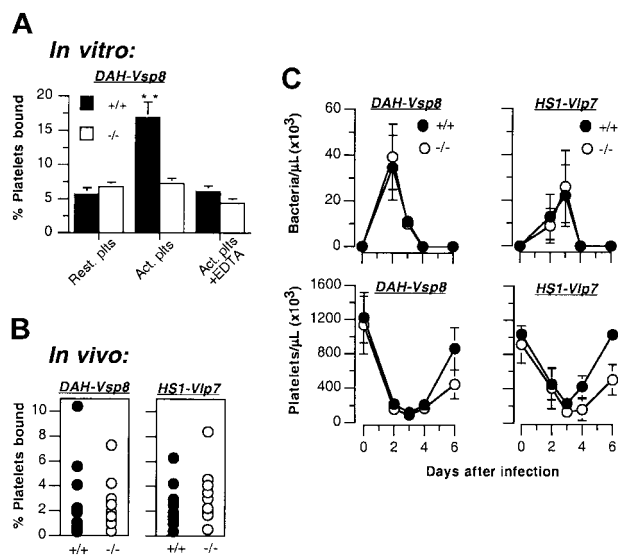 A
In vitro:
DAH-Vsp8
% Platelets bound
20
15
10
5
0
+/+
-/-
**
Rest. plts
Act. plts
Act. plts
+EDTA
B
In vivo:
DAH-Vsp8
HS1-Vlp7
% Platelets bound
10
8
6
4
2
0
+/+
-/-
+/+
-/-
C
DAH-Vsp8
HS1-Vlp7
Bacteria/µL (x10³)
60
40
20
0
+/+
-/-
+/+
-/-
DAH-Vsp8
HS1-Vlp7
Platelets/µL (x10³)
1200
800
400
0
0 2 3 4 6
0 2 3 4 6
Days after infection